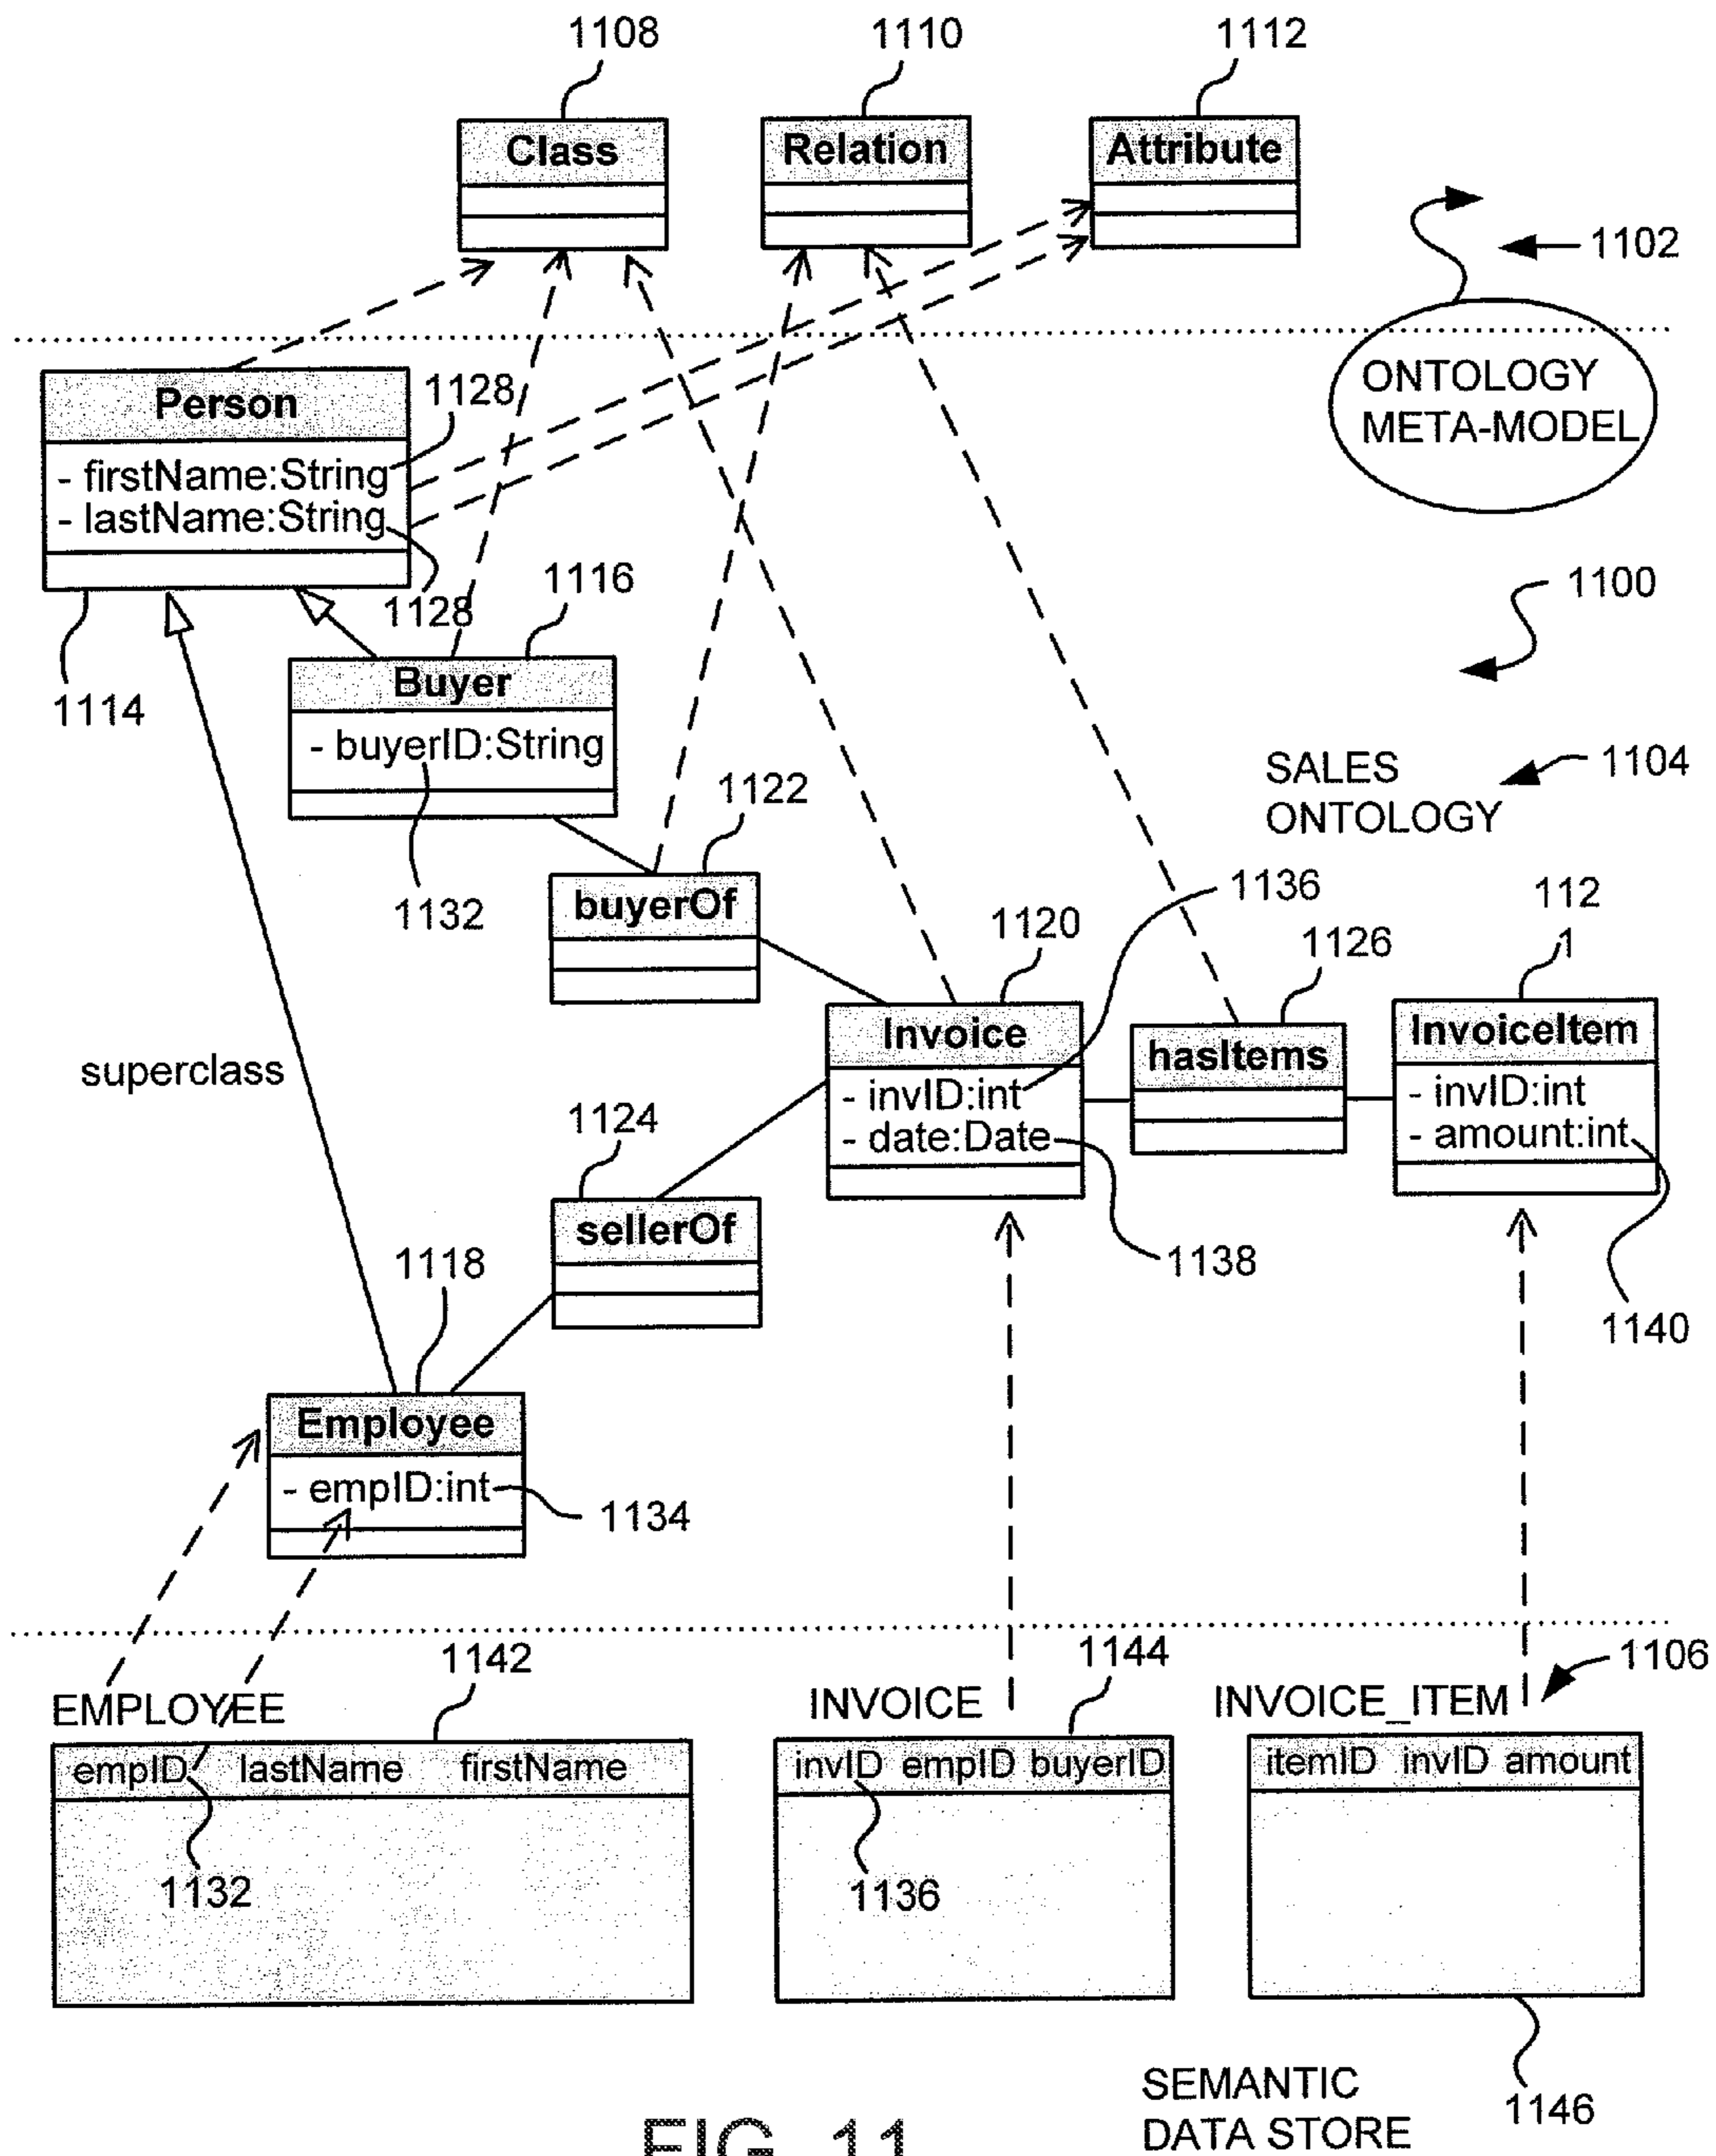 1108
1110
1112
Class
Relation
Attribute
1102
ONTOLOGY
META-MODEL
Person
1128
- firstName:String
- lastName:String
1128
1116
1100
1114
Buyer
- buyerID:String
1122
SALES
ONTOLOGY
1104
1132
buyerOf
1136
1120
1126
112
1
Invoice
hasItems
InvoiceItem
superclass
- invID:int
- date:Date
- invID:int
- amount:int
1124
sellerOf
1138
1118
1140
Employee
- empID:int
1134
1142
1144
1106
EMPLOYEE
INVOICE
INVOICE_ITEM
empID lastName firstName
invID empID buyerID
itemID invID amount
1132
1136
SEMANTIC
DATA STORE
1146
FIG. 11